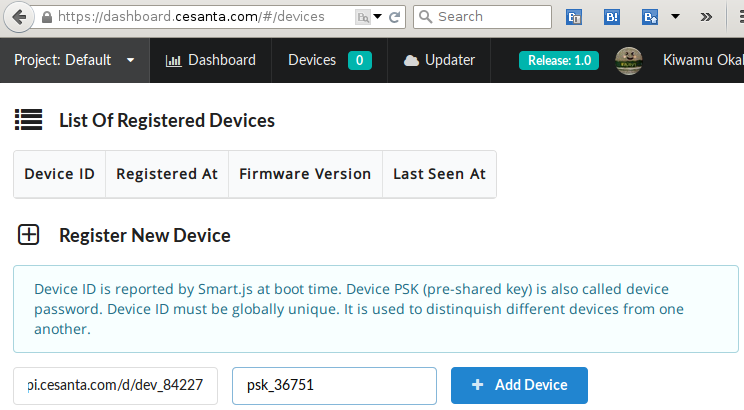 https://dashboard.cesanta.com/#/devices
Search
Project: Default
Dashboard
Devices 0
Updater
Release: 1.0
Kiwamu Oka
List Of Registered Devices
Device ID Registered At Firmware Version Last Seen At
Register New Device
Device ID is reported by Smart.js at boot time. Device PSK (pre-shared key) is also called device
password. Device ID must be globally unique. It is used to distinquish different devices from one
another.
pi.cesanta.com/d/dev_84227 psk_36751 Add Device